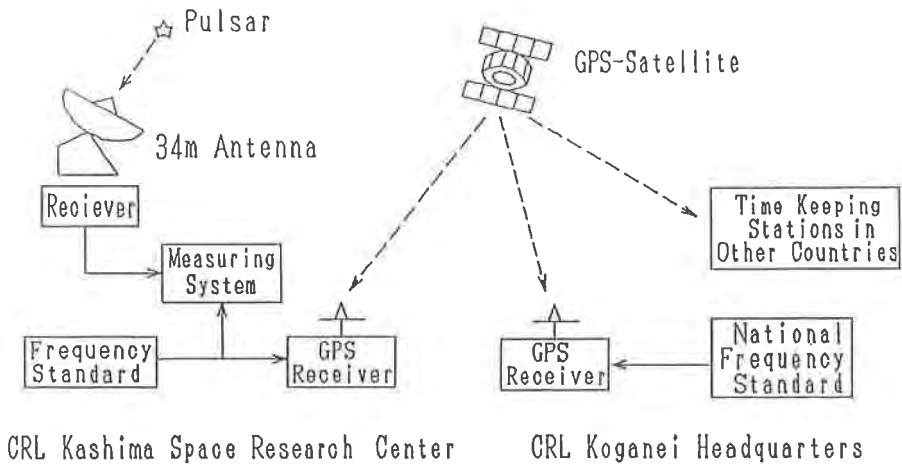 Pulsar
GPS-Satellite
34m Antenna
Reciever
Time Keeping
Stations in
Other Countries
Measuring
System
Frequency
Standard
GPS
Receiver
GPS
Receiver
National
Frequency
Standard
CRL Kashima Space Research Center
CRL Koganei Headquarters